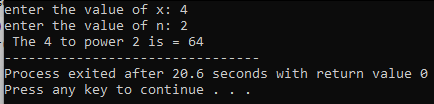 enter the value of x: 4
enter the value of n: 2
 The 4 to power 2 is = 64
--------------------------------
Process exited after 20.6 seconds with return value 0
Press any key to continue . . .